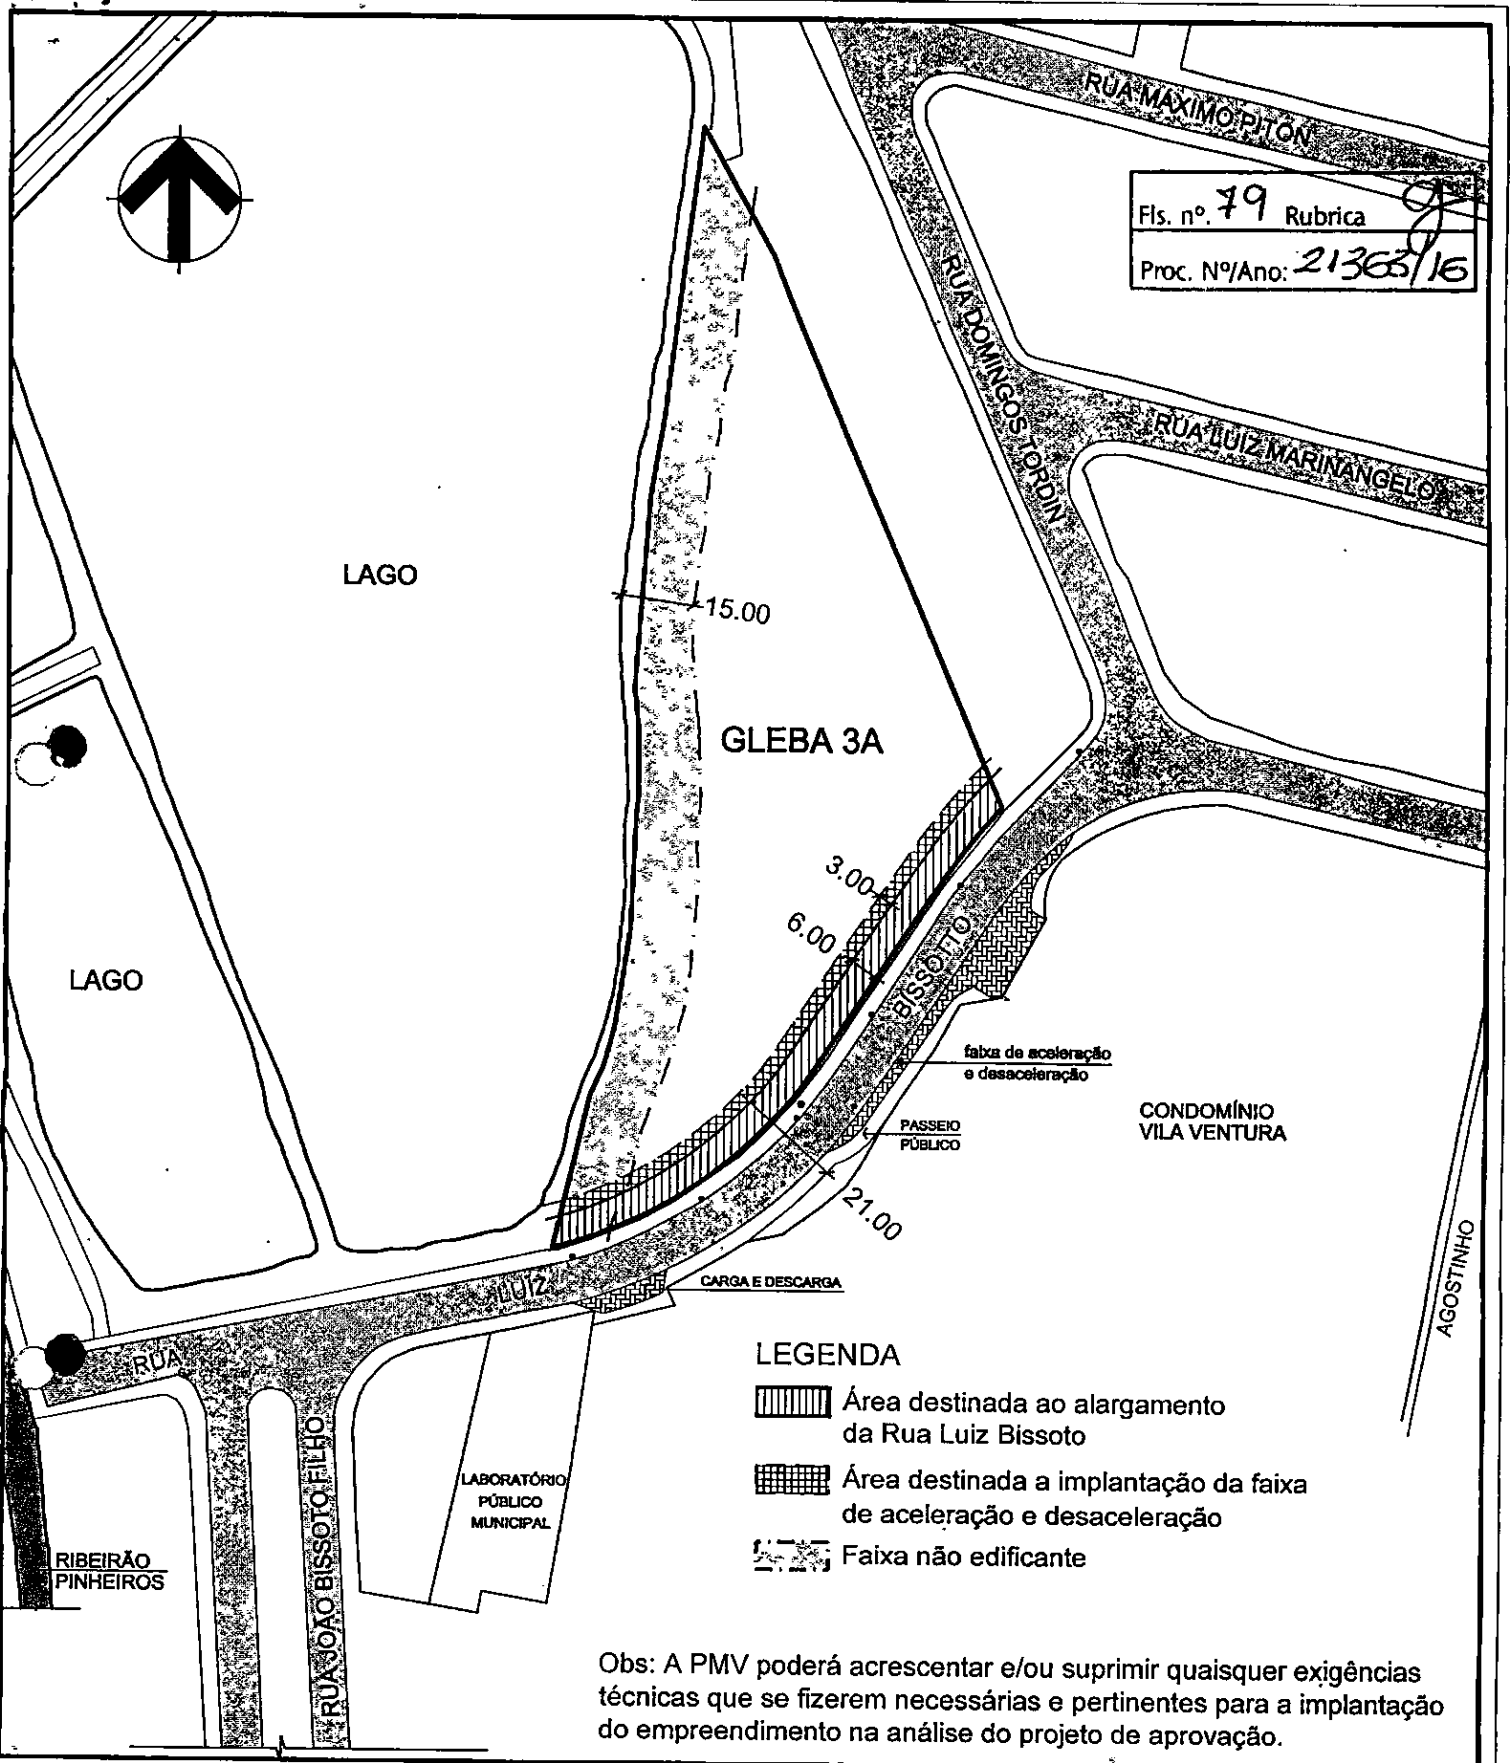 RUA MÁXIMO PITON
Fls. nº. 79 Rubrica
Proc. Nº/Ano: 21363/16
RUA DOMINGOS TORDIN
RUA LUIZ MARINANGELO
LAGO
15.00
GLEBA 3A
3.00
6.00
LAGO
BISSOTTO
faixa de aceleração
e desaceleração
CONDOMÍNIO
VILA VENTURA
PASSEIO
PÚBLICO
21.00
AGOSTINHO
CARGA E DESCARGA
LUIZ
RUA
LEGENDA
Área destinada ao alargamento
da Rua Luiz Bissoto
Área destinada a implantação da faixa
de aceleração e desaceleração
Faixa não edificante
LABORATÓRIO
PÚBLICO
MUNICIPAL
RUA JOÃO BISSOTO FILHO
RIBEIRÃO
PINHEIROS
Obs: A PMV poderá acrescentar e/ou suprimir quaisquer exigências
técnicas que se fizerem necessárias e pertinentes para a implantação
do empreendimento na análise do projeto de aprovação.